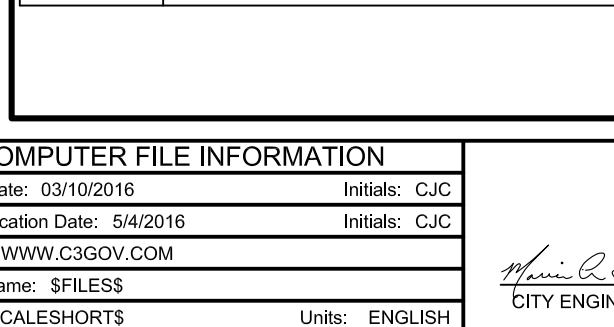 OMPUTER FILE INFORMATION
ate: 03/10/2016 Initials: CJC
cation Date: 5/4/2016 Initials: CJC
WWW.C3GOV.COM
ame: $FILES$
CALESHORT$ Units: ENGLISH
CITY ENGIN